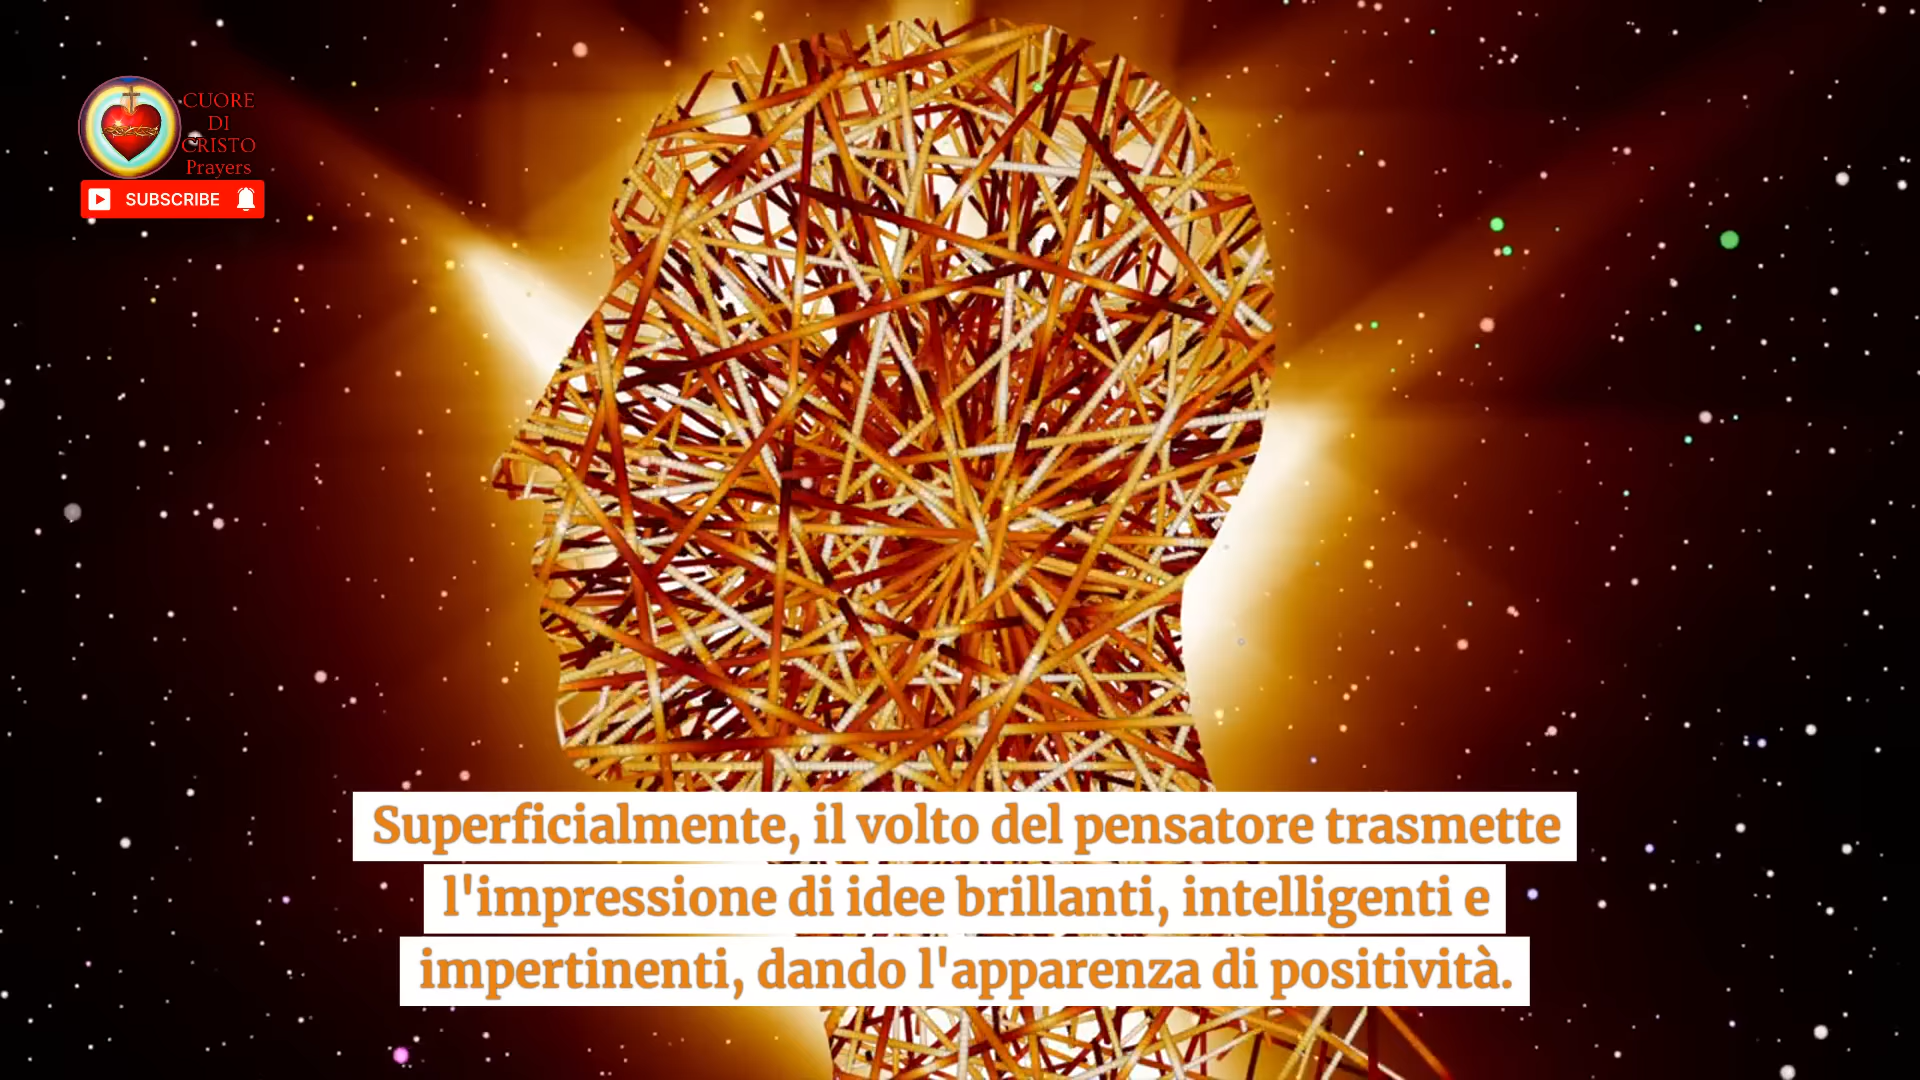 CUORE
DI
CRISTO
Prayers
SUBSCRIBE
Superficialmente, il volto del pensatore trasmette
l'impressione di idee brillanti, intelligenti e
impertinenti, dando l'apparenza di positività.